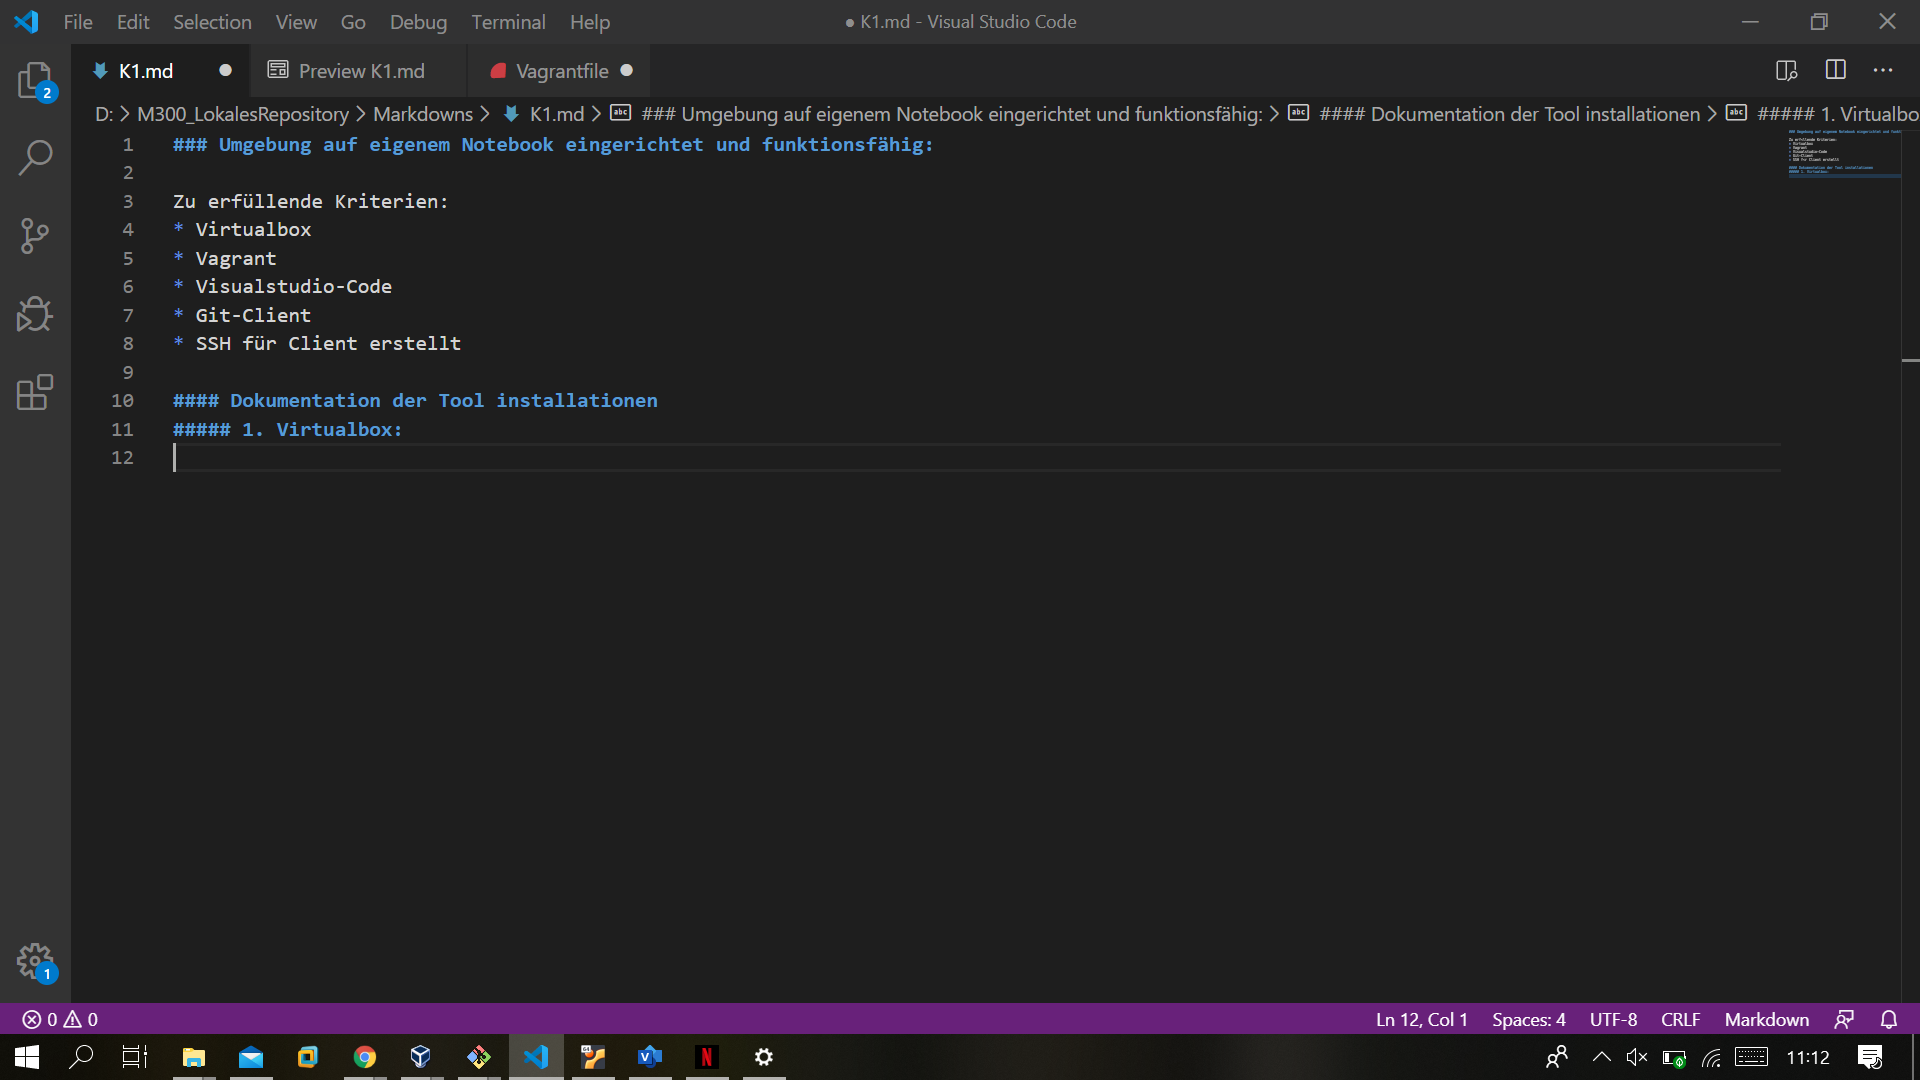 File Edit Selection View Go Debug Terminal Help ● K1.md - Visual Studio Code
K1.md Preview K1.md Vagrantfile
D: > M300_LokalesRepository > Markdowns > K1.md > ### Umgebung auf eigenem Notebook eingerichtet und funktionsfähig: > #### Dokumentation der Tool installationen > ##### 1. Virtualbo
1 ### Umgebung auf eigenem Notebook eingerichtet und funktionsfähig:
2
3 Zu erfüllende Kriterien:
4 * Virtualbox
5 * Vagrant
6 * Visualstudio-Code
7 * Git-Client
8 * SSH für Client erstellt
9
10 #### Dokumentation der Tool installationen
11 ##### 1. Virtualbox:
12
2
1
0 0 Ln 12, Col 1 Spaces: 4 UTF-8 CRLF Markdown
11:12